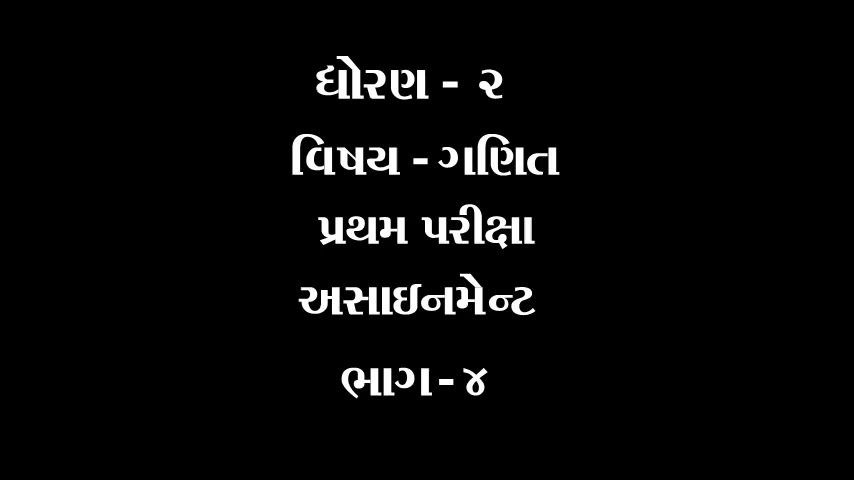 ધોરણ - ૨
વિષય - ગણિત
પ્રથમ પરીક્ષા
અસાઇનમેન્ટ
ભાગ - ૪